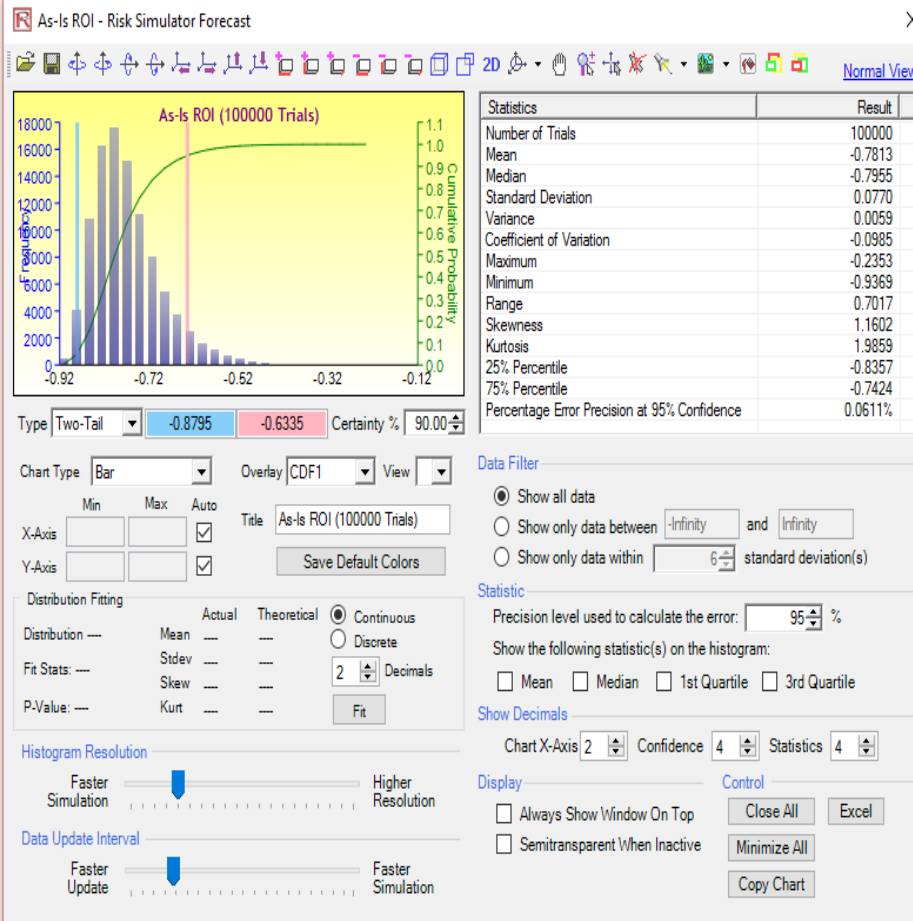 As-Is ROI - Risk Simulator Forecast
2D
Normal View
As-Is ROI (100000 Trials)
18000
16000
14000
12000
10000
8000
6000
4000
2000
0
Frequency
1.1
1.0
0.9
0.8
0.7
0.6
0.5
0.4
0.3
0.2
0.1
0.0
Cumulative Probability
-0.92 -0.72 -0.52 -0.32 -0.12
Type Two-Tail -0.8795 -0.6335 Certainty % 90.00
Statistics Result
Number of Trials 100000
Mean -0.7813
Median -0.7955
Standard Deviation 0.0770
Variance 0.0059
Coefficient of Variation -0.0985
Maximum -0.2353
Minimum -0.9369
Range 0.7017
Skewness 1.1602
Kurtosis 1.9859
25% Percentile -0.8357
75% Percentile -0.7424
Percentage Error Precision at 95% Confidence 0.0611%
Chart Type Bar Overlay CDF1 View
Min Max Auto
X-Axis
Y-Axis
Title As-Is ROI (100000 Trials)
Save Default Colors
Distribution Fitting
Actual Theoretical
Distribution ----
Mean ---- ----
Fit Stats: ----
Stdev ---- ----
Skew ---- ----
P-Value: ----
Kurt ---- ----
Continuous
Discrete
2 Decimals
Fit
Histogram Resolution
Faster Simulation
Higher Resolution
Data Update Interval
Faster Update
Faster Simulation
Data Filter
Show all data
Show only data between -Infinity and Infinity
Show only data within 6 standard deviation(s)
Statistic
Precision level used to calculate the error: 95 %
Show the following statistic(s) on the histogram:
Mean Median 1st Quartile 3rd Quartile
Show Decimals
Chart X-Axis 2 Confidence 4 Statistics 4
Display
Always Show Window On Top
Semitransparent When Inactive
Control
Close All Excel
Minimize All
Copy Chart